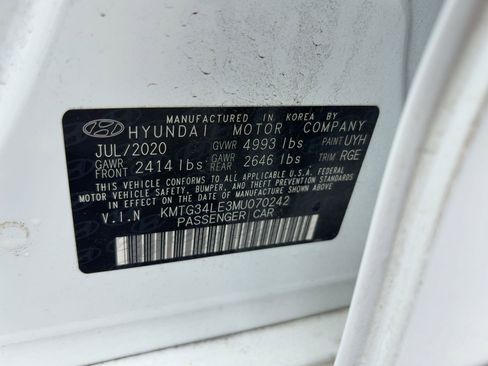 MANUFACTURED IN KOREA BY
HYUNDAI MOTOR COMPANY
JUL/2020 GVWR 4993 lbs PAINT UYH
GAWR FRONT 2414 lbs GAWR REAR 2646 lbs TRIM RGE
THIS VEHICLE CONFORMS TO ALL APPLICABLE U.S.A. FEDERAL
MOTOR VEHICLE SAFETY, BUMPER, AND THEFT PREVENTION STANDARDS
IN EFFECT ON THE DATE OF MANUFACTURE SHOWN ABOVE.
V.I.N KMTG34LE3MU070242
PASSENGER CAR